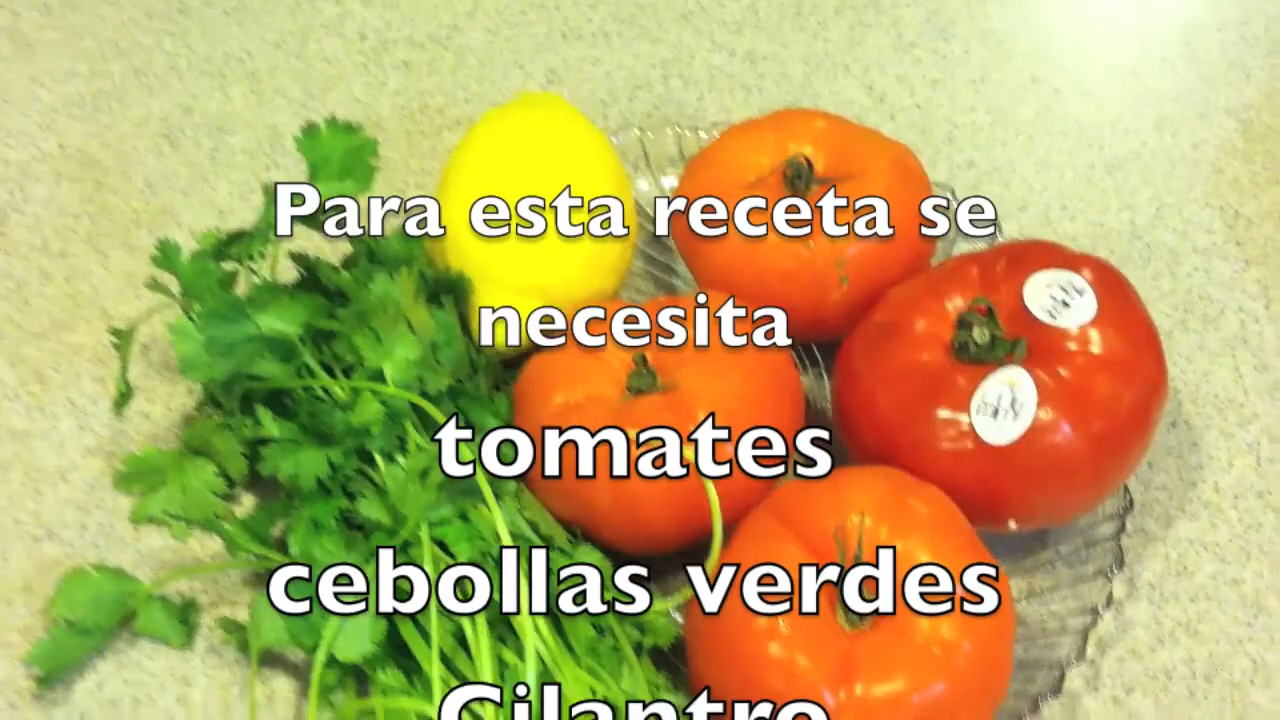 Para esta receta se
necesita
tomates
cebollas verdes
Cilantro